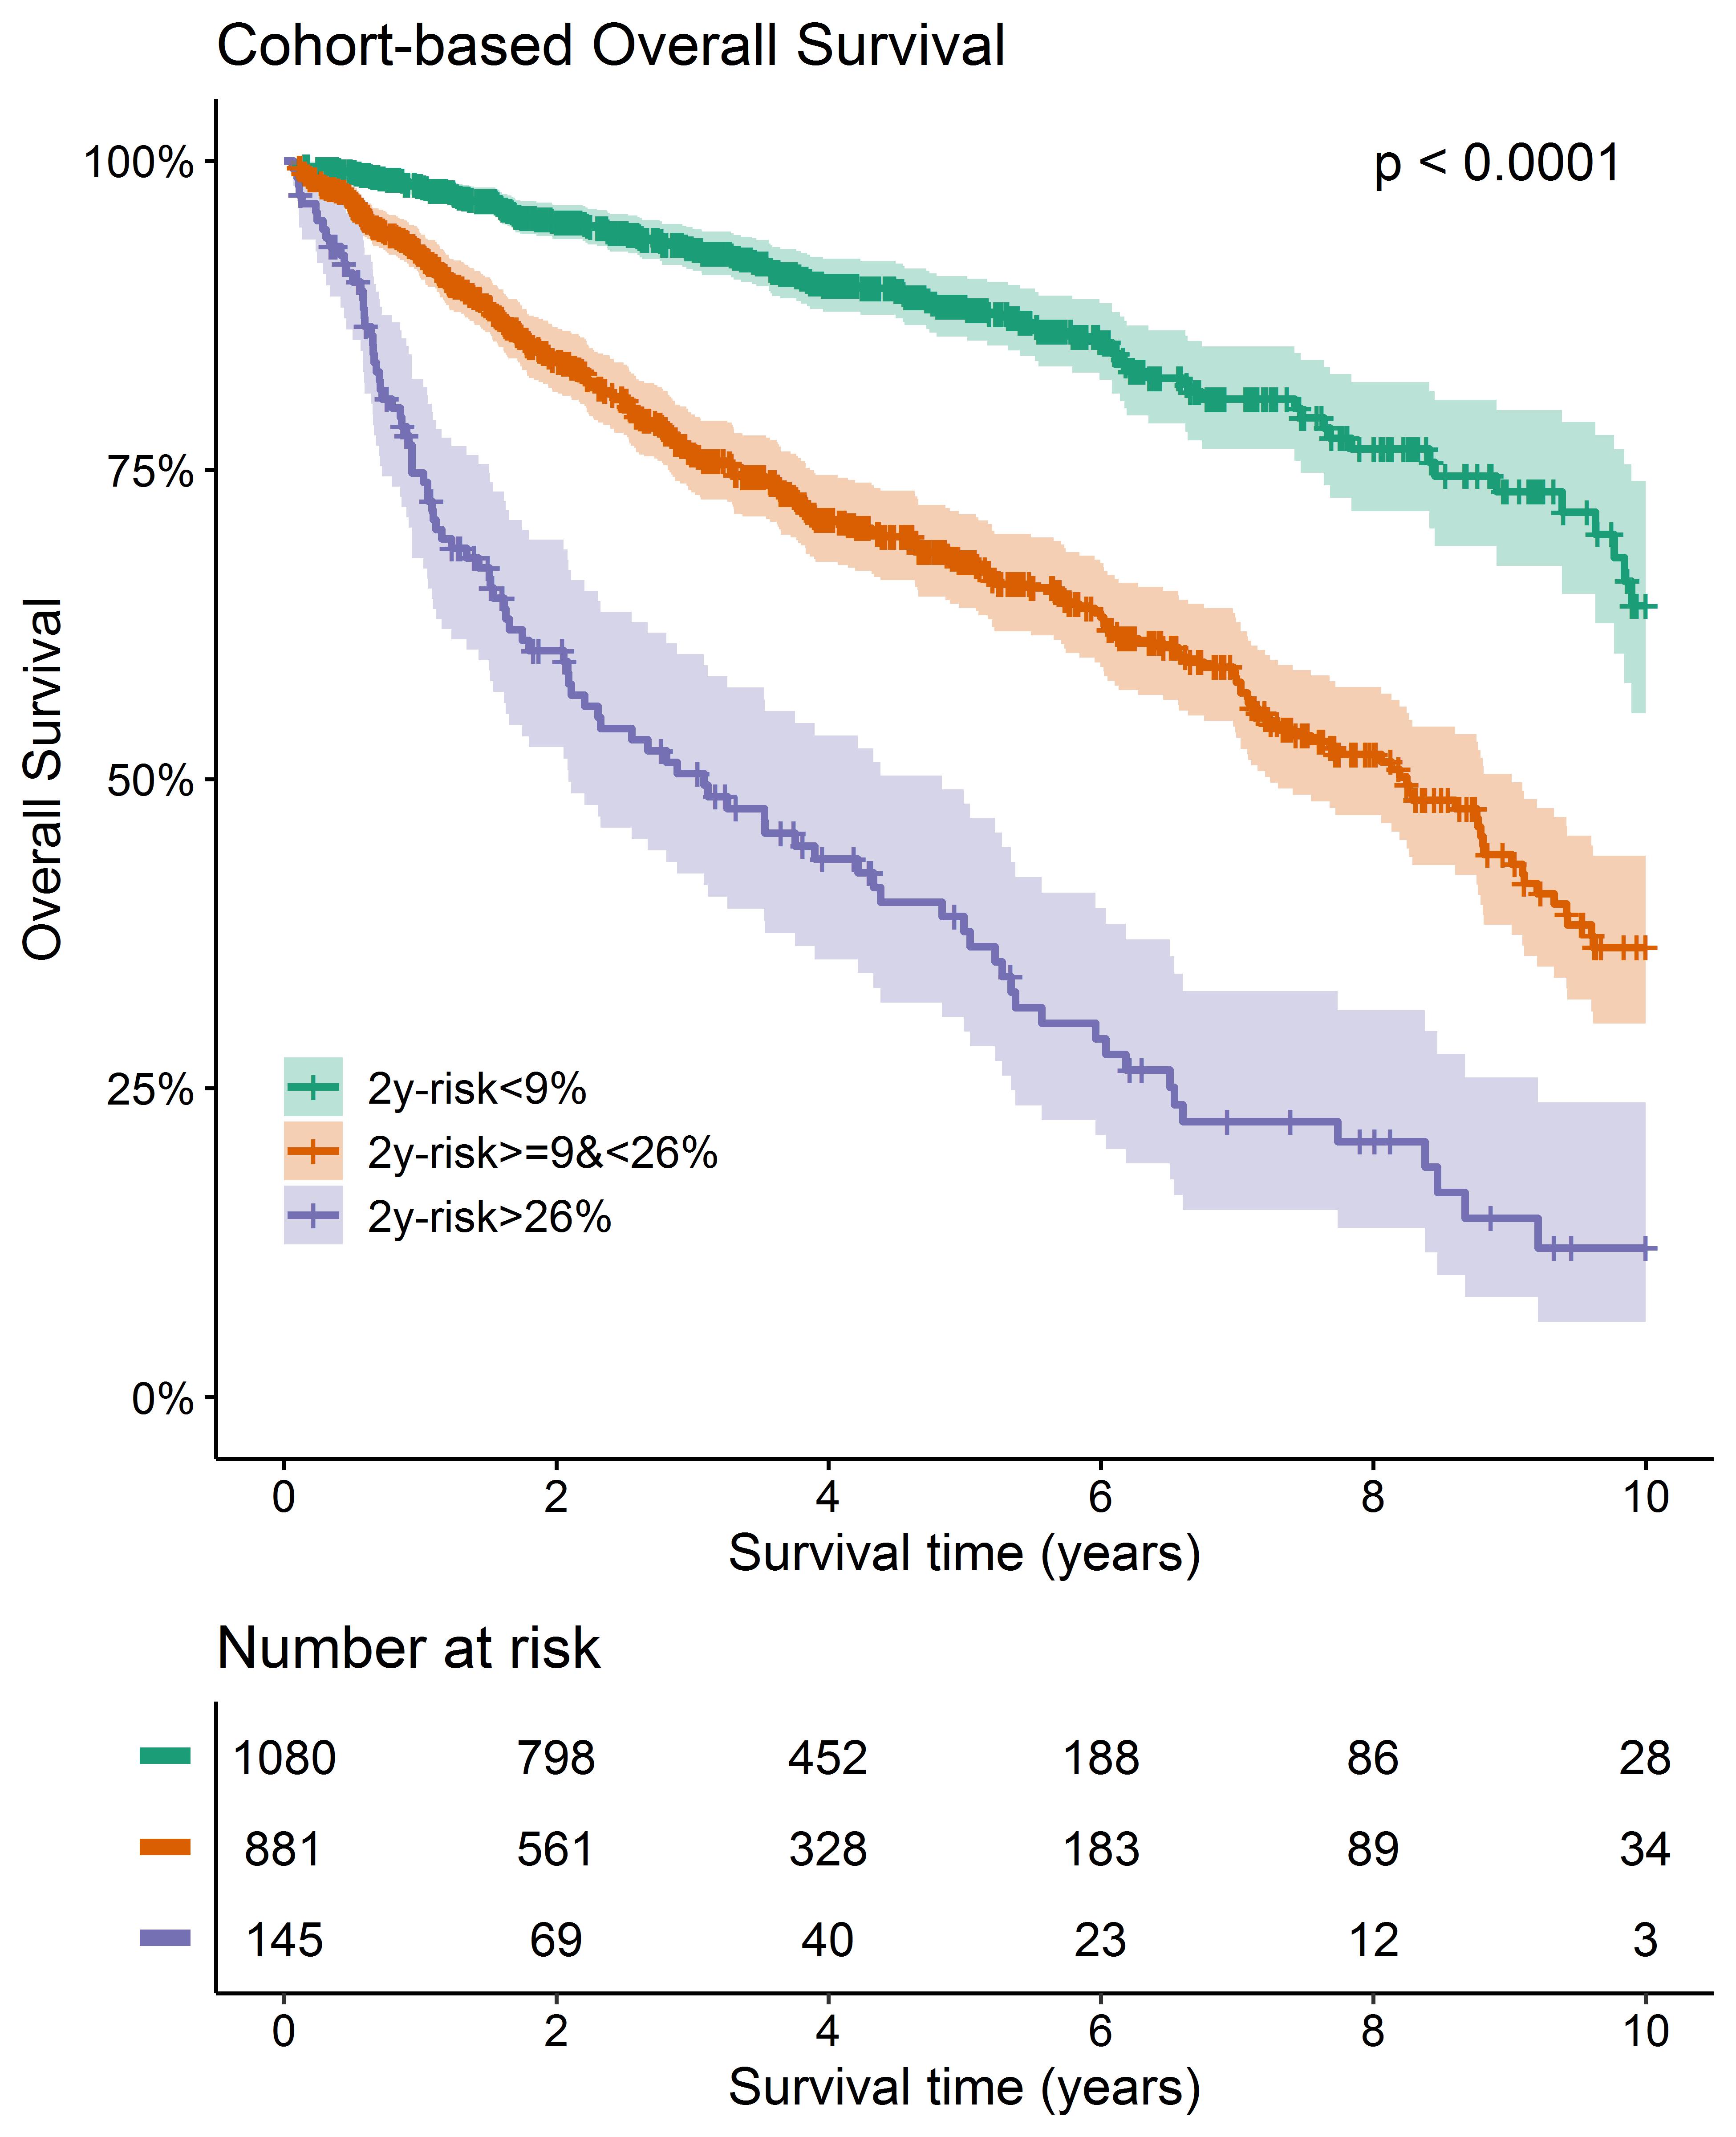 Cohort-based Overall Survival
p < 0.0001
100%
75%
50%
25%
0%
Overall Survival
2y-risk<9%
2y-risk>=9&<26%
2y-risk>26%
0 2 4 6 8 10
Survival time (years)
Number at risk
1080 798 452 188 86 28
881 561 328 183 89 34
145 69 40 23 12 3
0 2 4 6 8 10
Survival time (years)